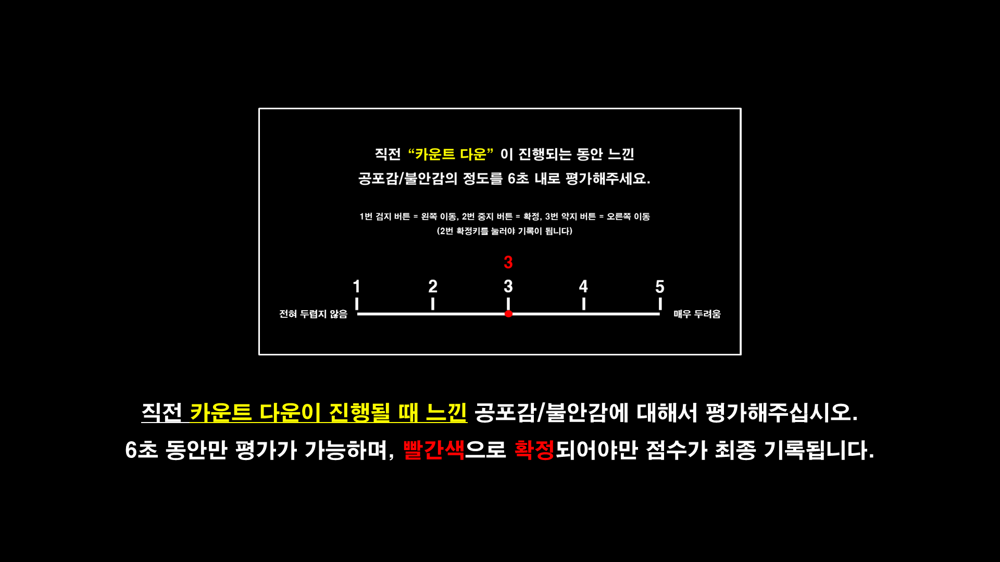 직전 “카운트 다운” 이 진행되는 동안 느낀
공포감/불안감의 정도를 6초 내로 평가해주세요.
1번 검지 버튼 = 왼쪽 이동, 2번 중지 버튼 = 확정, 3번 약지 버튼 = 오른쪽 이동
(2번 확정키를 눌러야 기록이 됩니다)
3
1 2 3 4 5
전혀 두렵지 않음 매우 두려움
직전 카운트 다운이 진행될 때 느낀 공포감/불안감에 대해서 평가해주십시오.
6초 동안만 평가가 가능하며, 빨간색으로 확정되어야만 점수가 최종 기록됩니다.